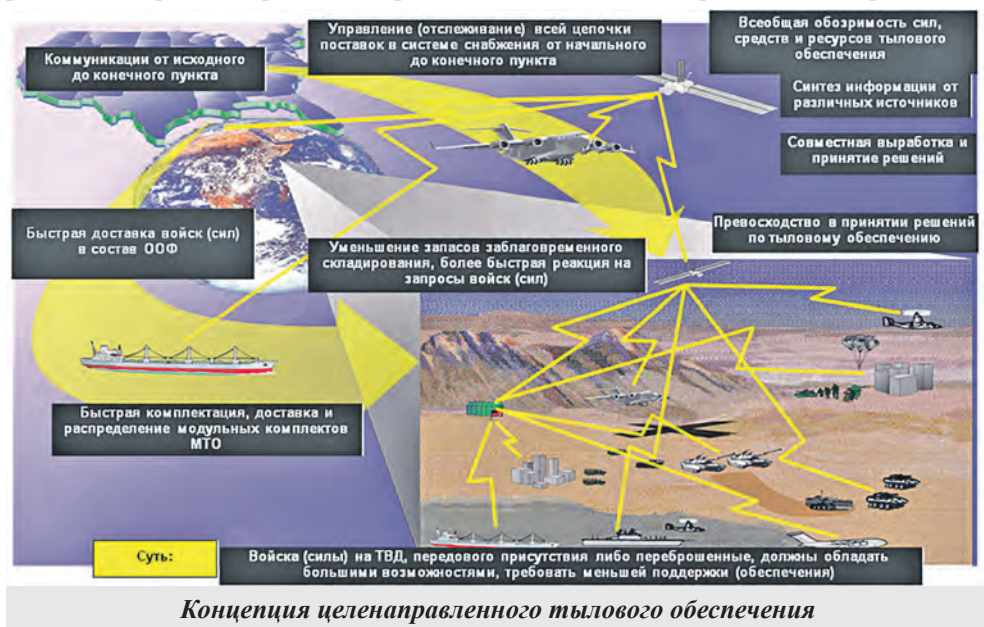 Коммуникации от исходного
до конечного пункта
Управление (отслеживание) всей цепочки
поставок в системе снабжения от начального
до конечного пункта
Всеобщая обозримость сил,
средств и ресурсов тылового
обеспечения
Синтез информации от
различных источников
Совместная выработка и
принятие решений
Быстрая доставка войск (сил)
в состав ООФ
Уменьшение запасов заблаговременного
складирования, более быстрая реакция на
запросы войск (сил)
Превосходство в принятии решений
по тыловому обеспечению
Быстрая комплектация, доставка и
распределение модульных комплектов
МТО
Суть:
Войска (силы) на ТВД, передового присутствия либо переброшенные, должны обладать
большими возможностями, требовать меньшей поддержки (обеспечения)
Концепция целенаправленного тылового обеспечения